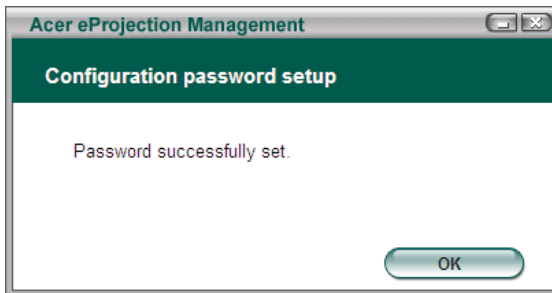 Acer eProjection Management
Configuration password setup
Password successfully set.
OK